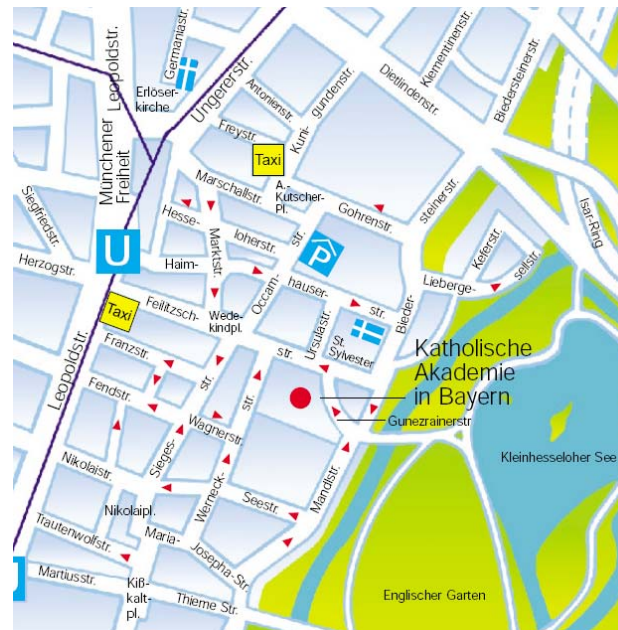 Leopoldstr.
Germaniastr.
Erlöser-
kirche
Ungererstr.
Antonienstr.
Freystr.
Kuni-
gundenstr.
Dietlindenstr.
Klementinenstr.
Biedersteinerstr.
Isar-Ring
Münchener
Freiheit
Taxi
Marschallstr.
A.-
Kutscher-
Pl.
Gohrenstr.
Siegfriedstr.
Herzogstr.
U
Hesse-
loherstr.
Marktstr.
Haim-
hauser-
str.
Occam-
str.
P
Bieder-
steinerstr.
Lieberge-
sellstr.
Keferstr.
Taxi
Feilitzsch-
str.
Wede-
kindpl.
Ursulastr.
St.
Sylvester
Leopoldstr.
Franzstr.
Fendstr.
Sieges-
str.
Wagnerstr.
Werneck-
str.
Katholische
Akademie
in Bayern
Gunezrainerstr
Kleinhesseloher See
Nikolaistr.
Nikolaipl.
Seestr.
Mandlstr.
Trautenwolfstr.
Maria-
Josepha-Str.
Martiusstr.
Kiß-
kalt-
pl.
Thieme Str.
Englischer Garten